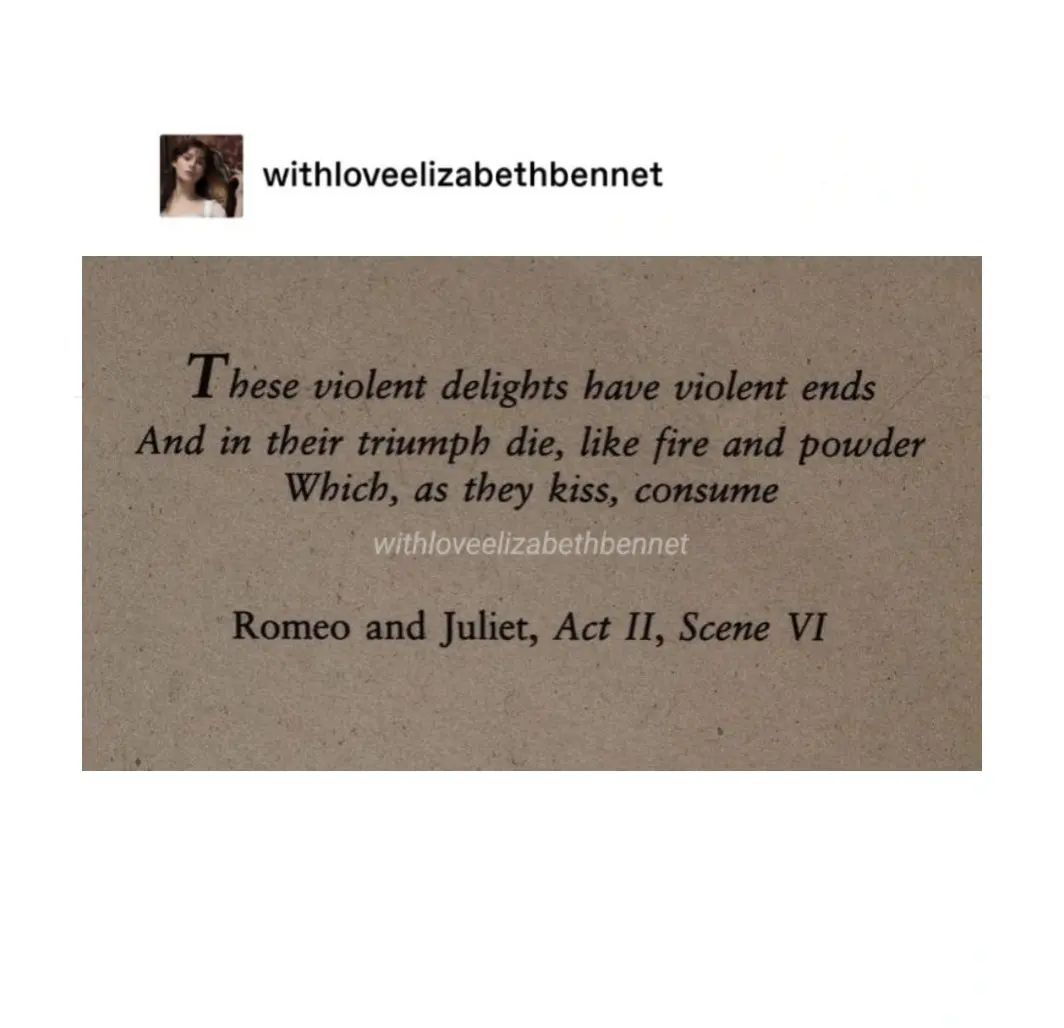 withloveelizabethbennet
These violent delights have violent ends
And in their triumph die, like fire and powder
Which, as they kiss, consume
withloveelizabethbennet
Romeo and Juliet, Act II, Scene VI